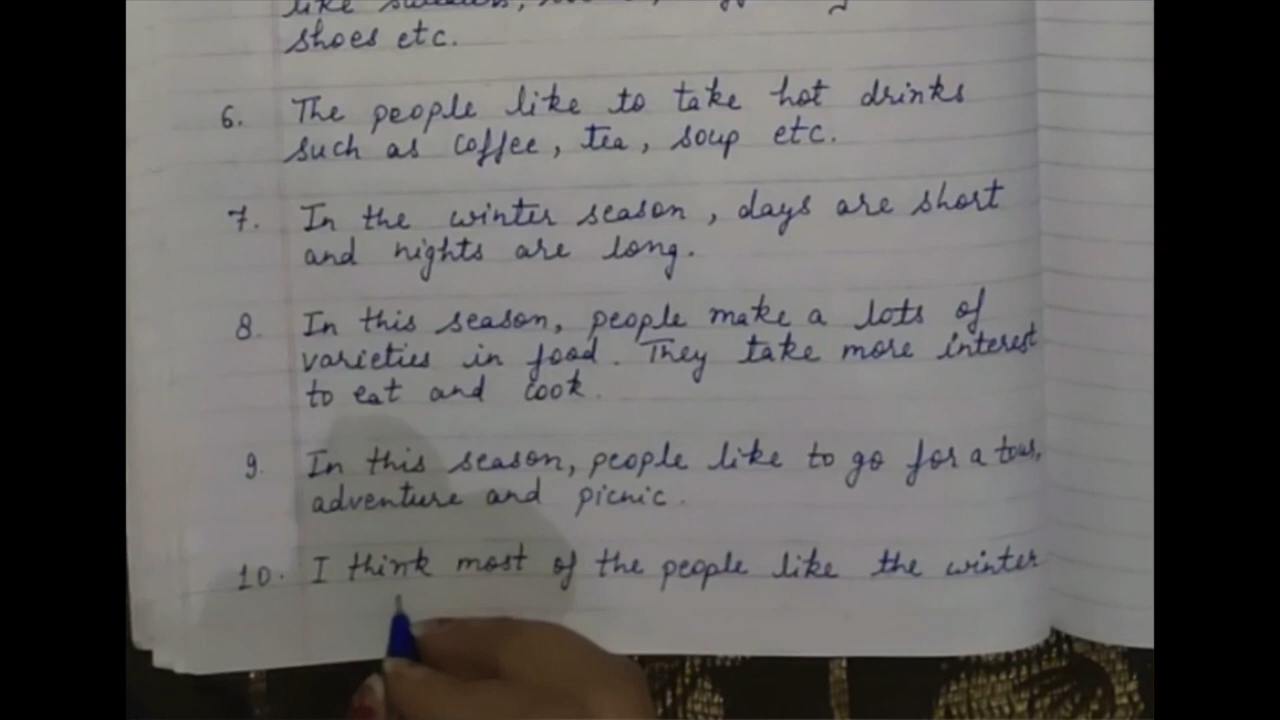 like
shoes etc.
6. The people like to take hot drinks
such as coffee, tea, soup etc.
7. In the winter season, days are short
and nights are long.
8. In this season, people make a lots of
varieties in food. They take more interest
to eat and cook.
9. In this season, people like to go for a tour,
adventure and picnic.
10. I think most of the people like the winter